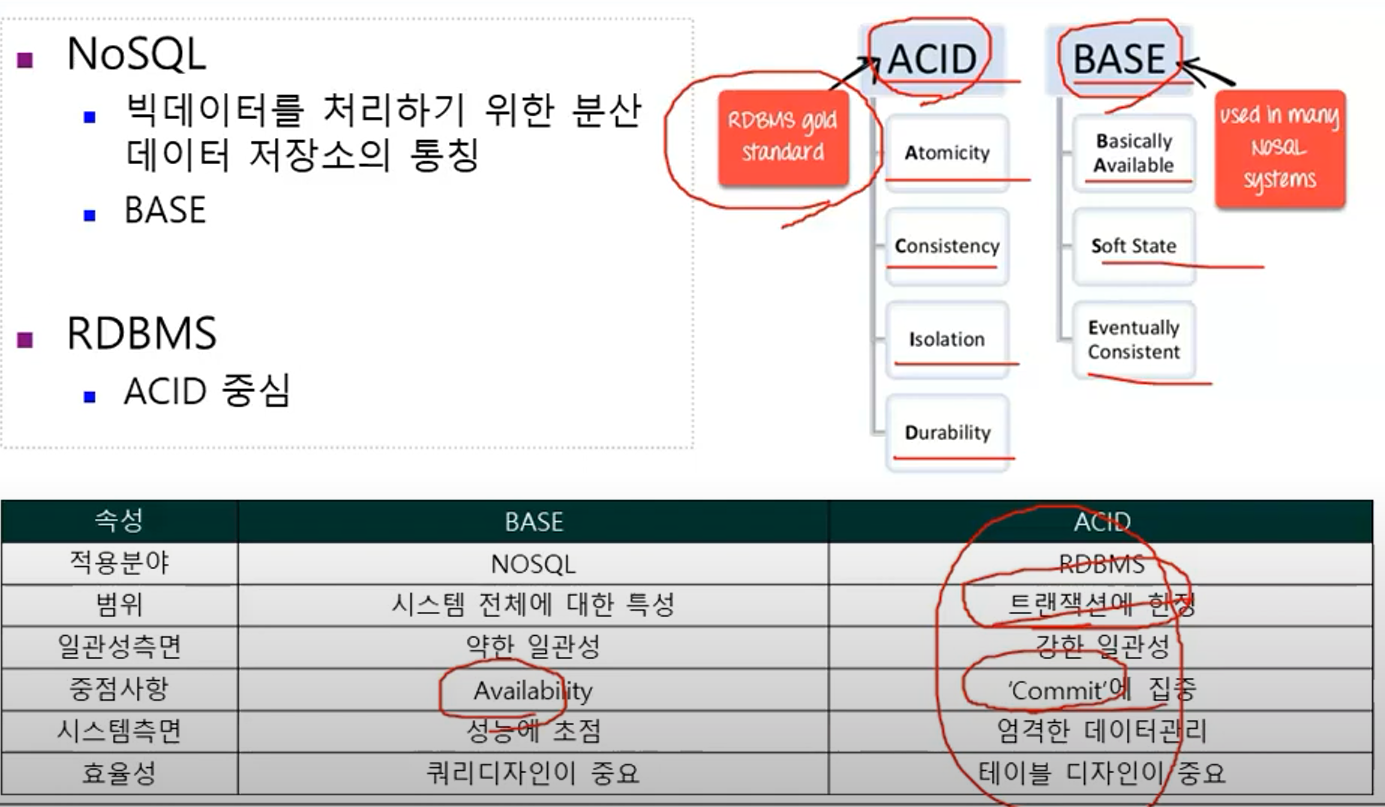 NoSQL
빅데이터를 처리하기 위한 분산
데이터 저장소의 통칭
BASE
RDBMS
ACID 중심
RDBMS gold
standard
ACID
Atomicity
Consistency
Isolation
Durability
BASE
Basically
Available
Soft State
Eventually
Consistent
used in many
NoSQL
systems
속성 BASE ACID
적용분야 NOSQL RDBMS
범위 시스템 전체에 대한 특성 트랜잭션에 한정
일관성측면 약한 일관성 강한 일관성
중점사항 Availability ‘Commit’에 집중
시스템측면 성능에 초점 엄격한 데이터관리
효율성 쿼리디자인이 중요 테이블 디자인이 중요